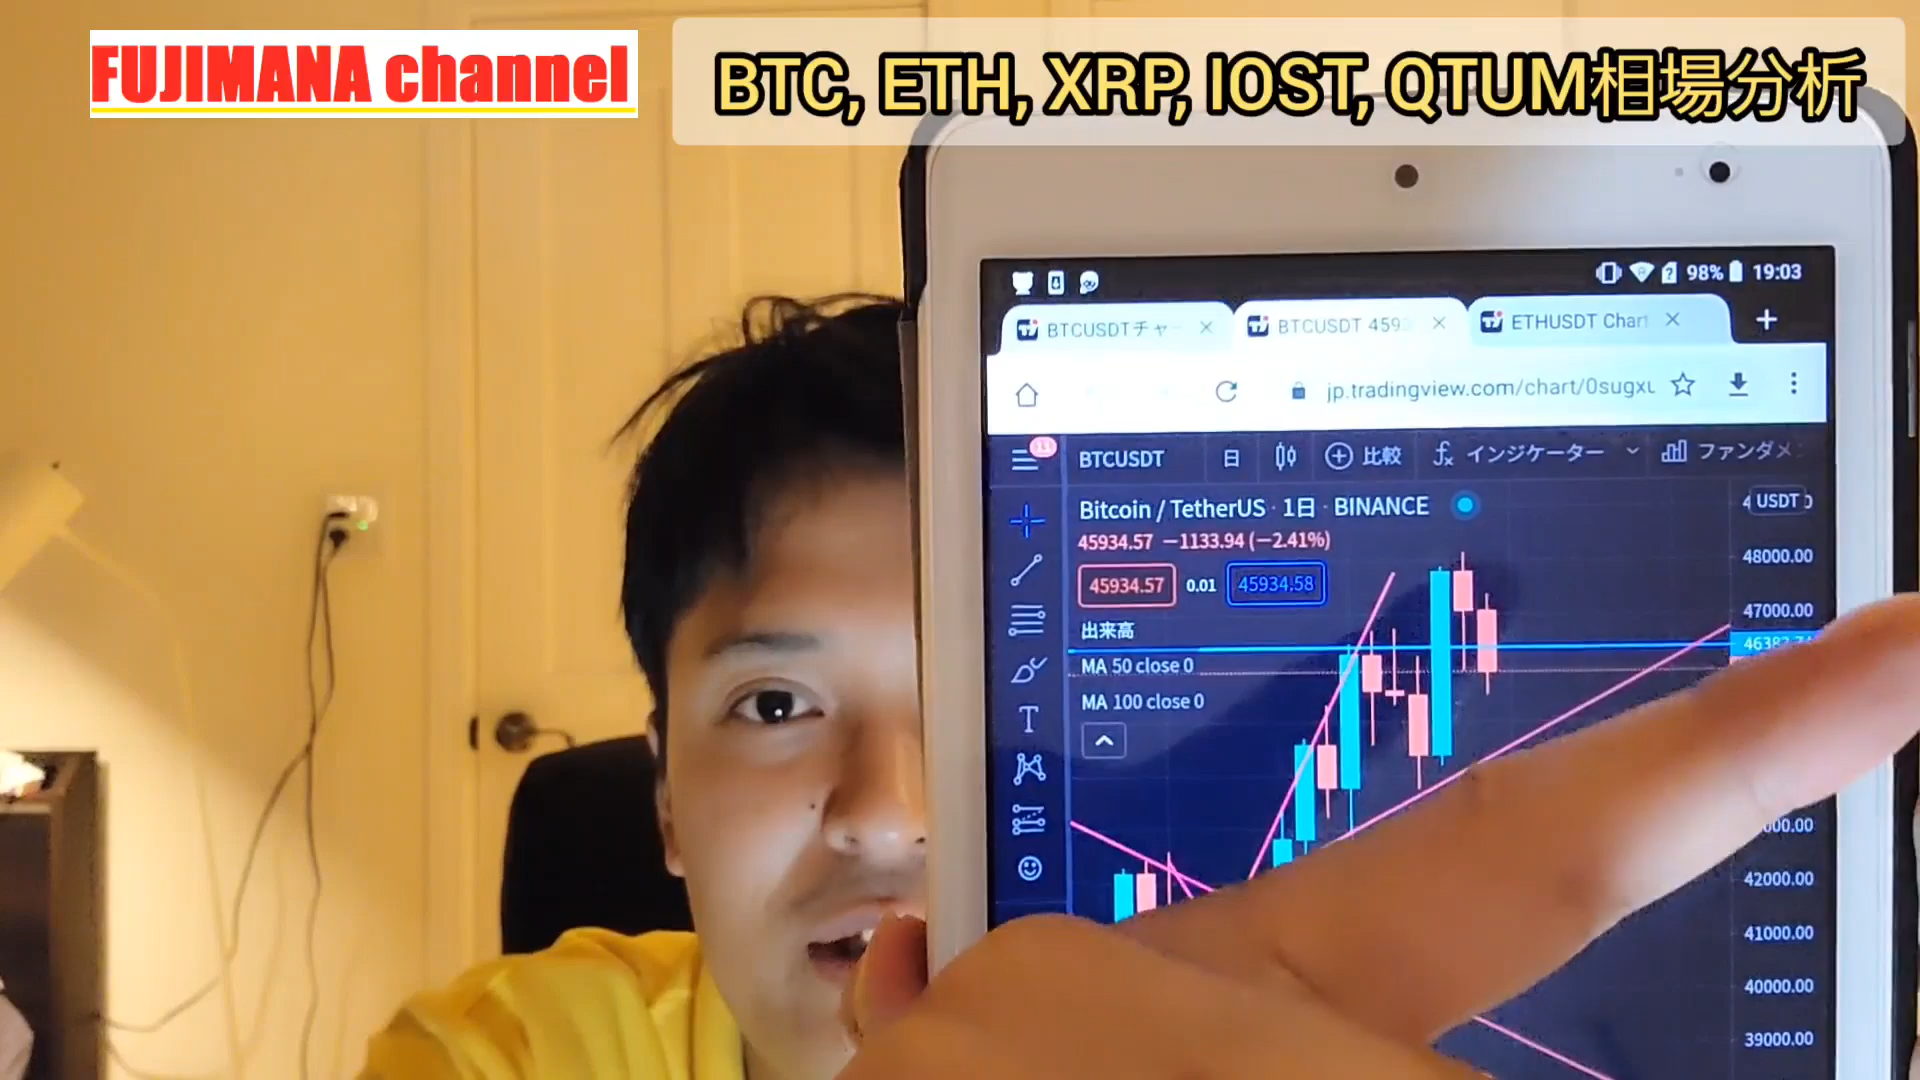 FUJIMANA channel
BTC, ETH, XRP, IOST, QTUM相場分析
98% 19:03
BTCUSDTチャ
BTCUSDT 459
ETHUSDT Chart
jp.tradingview.com/chart/0sugxu
BTCUSDT 日 比較 インジケーター ファンダメ
Bitcoin / TetherUS · 1日 · BINANCE
USDT
45934.57 −1133.94 (−2.41%)
48000.00
45934.57 0.01 45934.58
47000.00
出来高
MA 50 close 0
MA 100 close 0
42000.00
41000.00
40000.00
39000.00